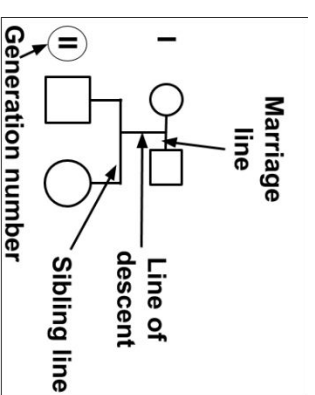 Marriage
line
I
II
Line of
descent
Sibling line
Generation number